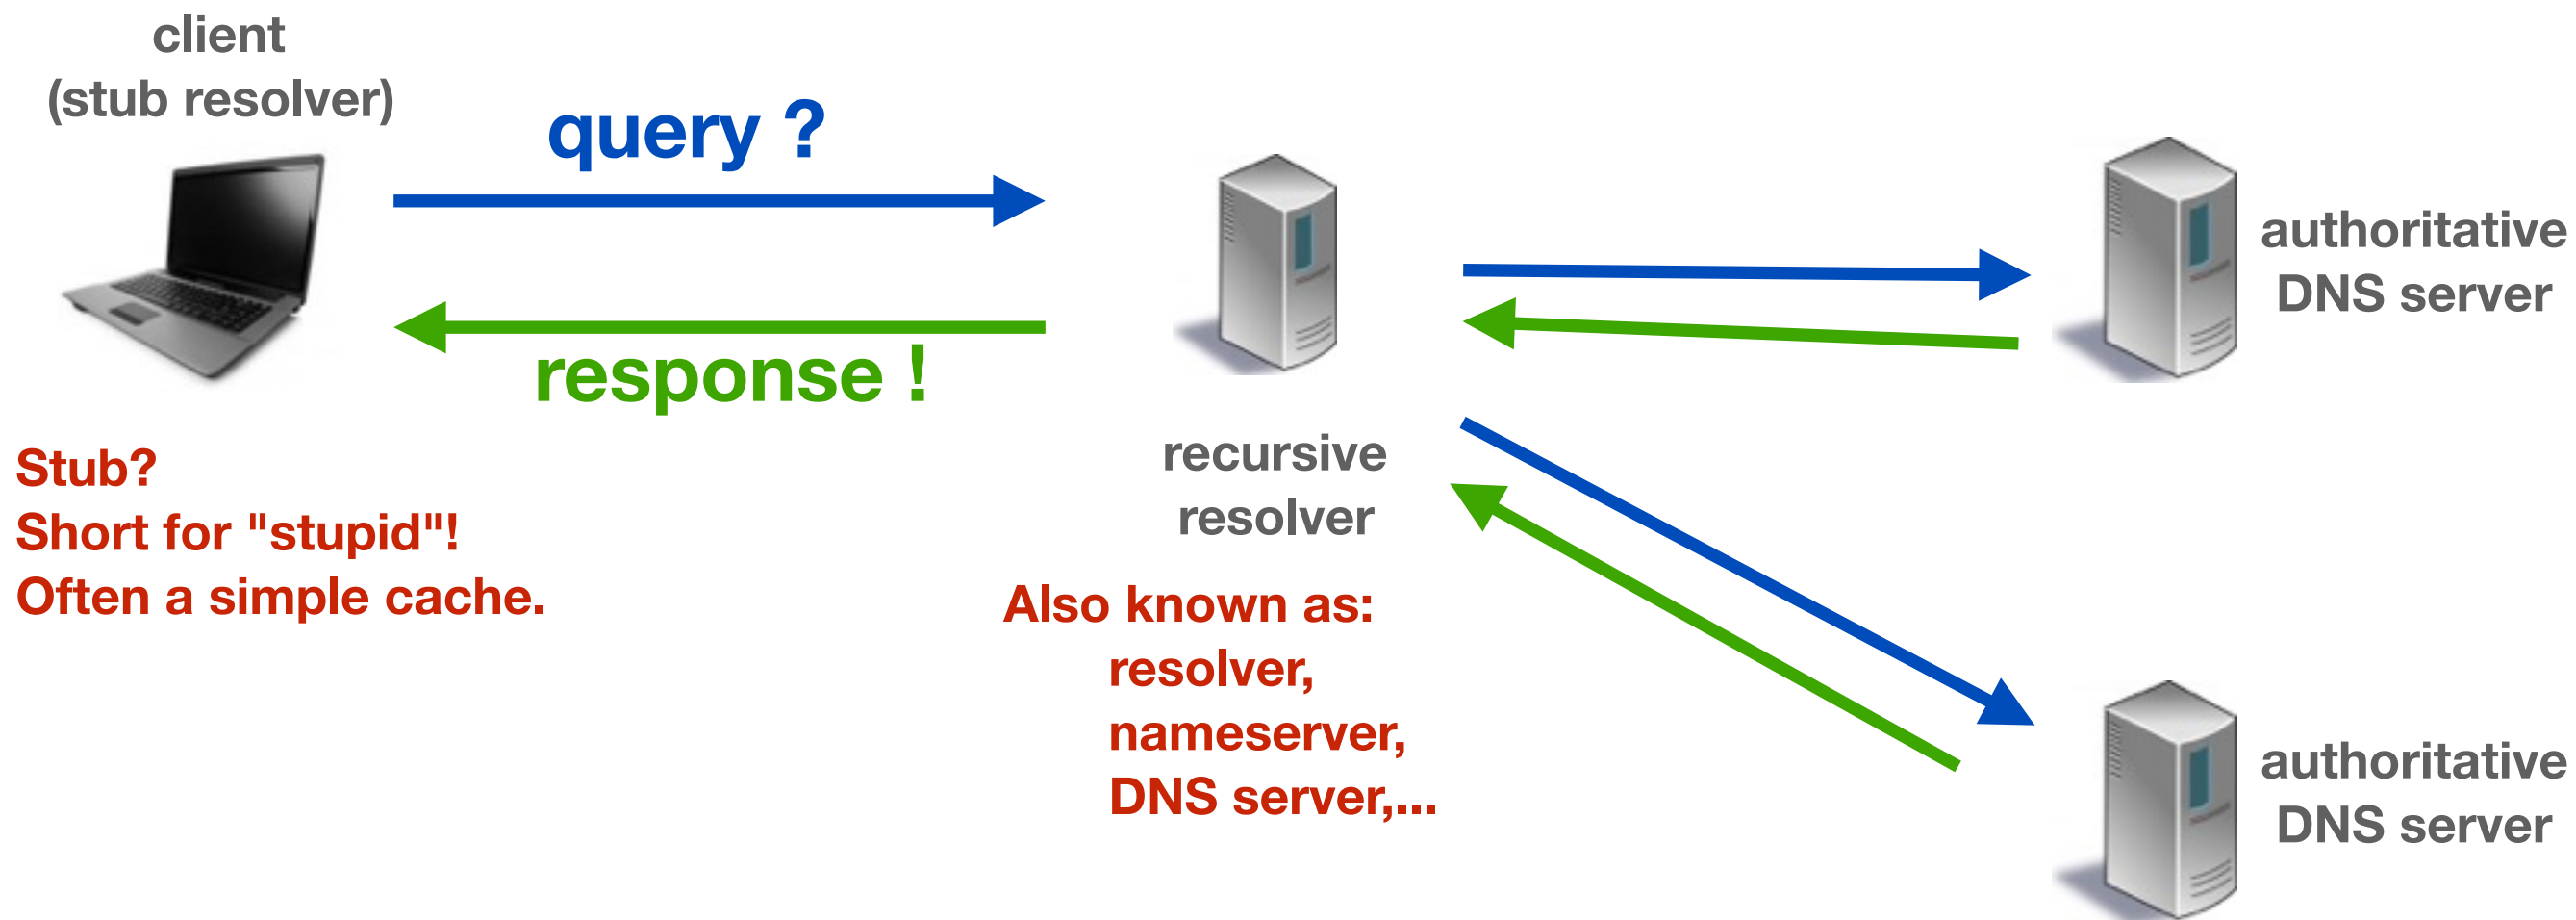 client
(stub resolver)
query ?
response !
Stub?
Short for "stupid"!
Often a simple cache.
recursive
resolver
Also known as:
resolver,
nameserver,
DNS server,...
authoritative
DNS server
authoritative
DNS server